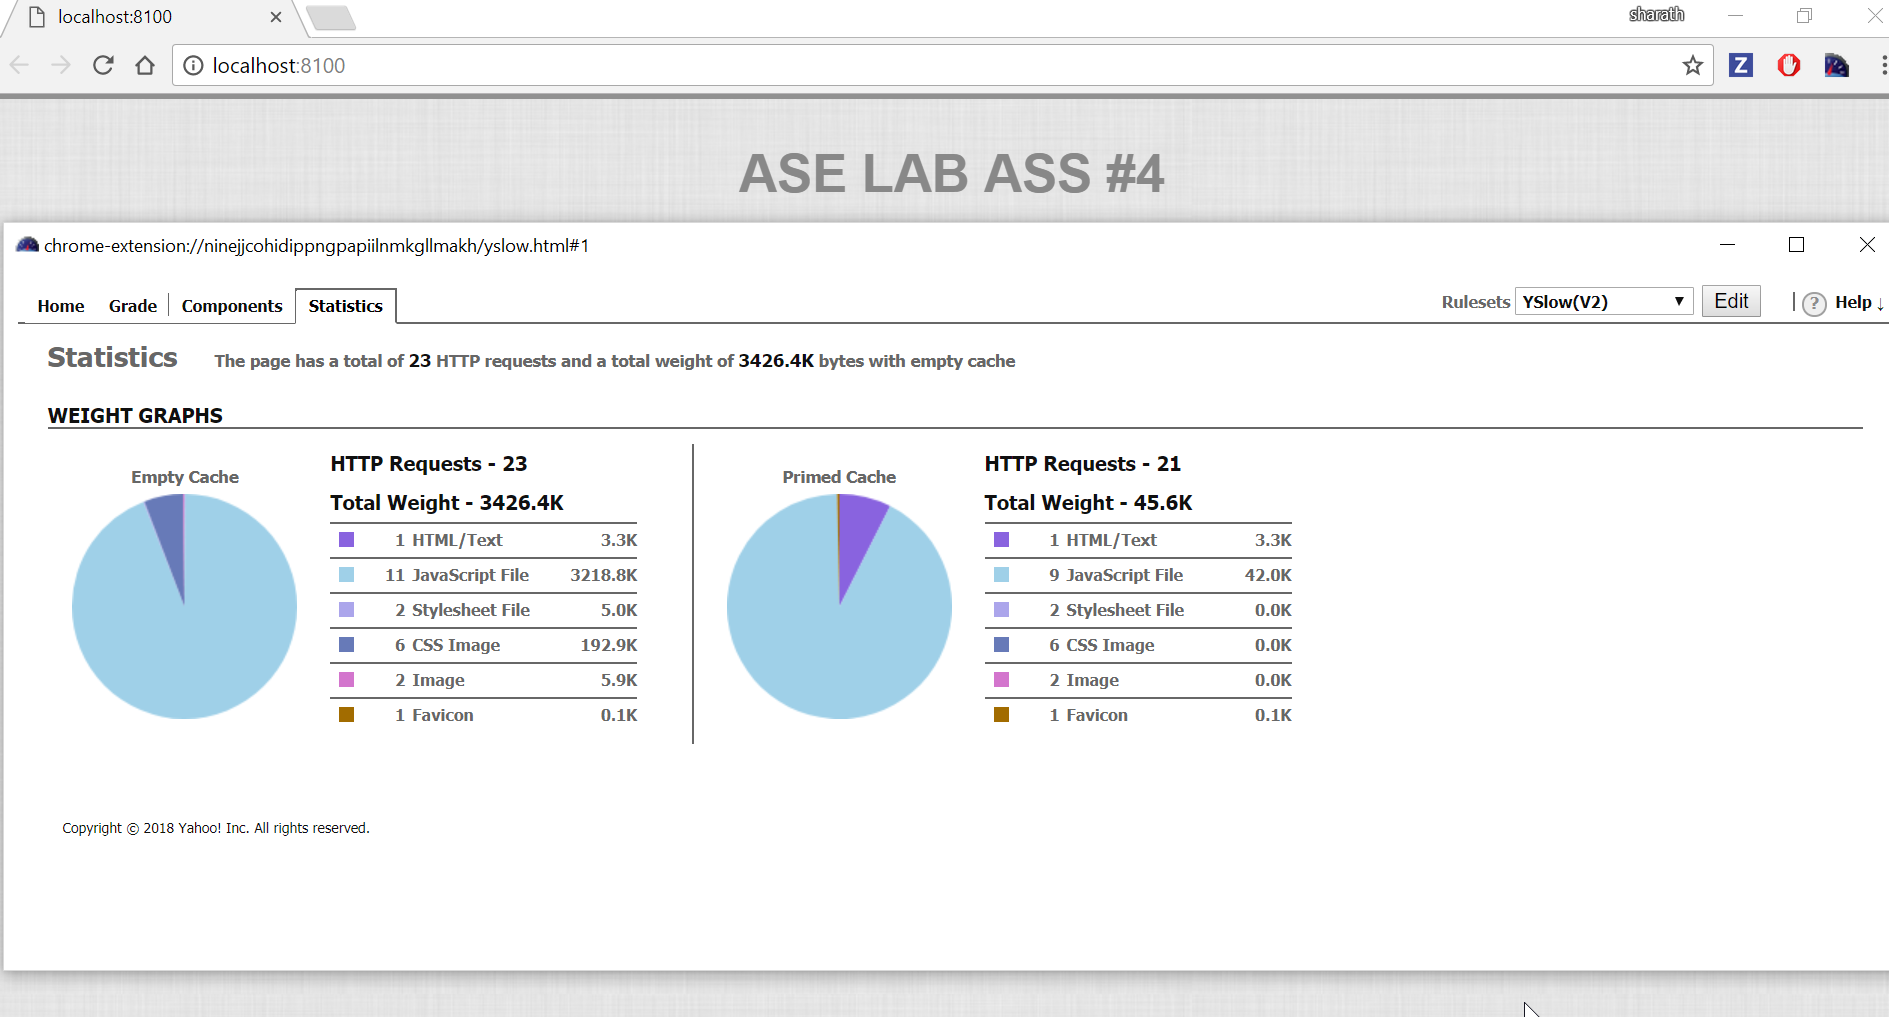 localhost:8100
sharath
localhost:8100
Z
ASE LAB ASS #4
chrome-extension://ninejjcohidippngpapiilnmkgllmakh/yslow.html#1
Home Grade Components Statistics Rulesets YSlow(V2) Edit ? Help ↓
Statistics The page has a total of 23 HTTP requests and a total weight of 3426.4K bytes with empty cache
WEIGHT GRAPHS
Empty Cache
HTTP Requests - 23
Total Weight - 3426.4K
1 HTML/Text 3.3K
11 JavaScript File 3218.8K
2 Stylesheet File 5.0K
6 CSS Image 192.9K
2 Image 5.9K
1 Favicon 0.1K
Primed Cache
HTTP Requests - 21
Total Weight - 45.6K
1 HTML/Text 3.3K
9 JavaScript File 42.0K
2 Stylesheet File 0.0K
6 CSS Image 0.0K
2 Image 0.0K
1 Favicon 0.1K
Copyright © 2018 Yahoo! Inc. All rights reserved.